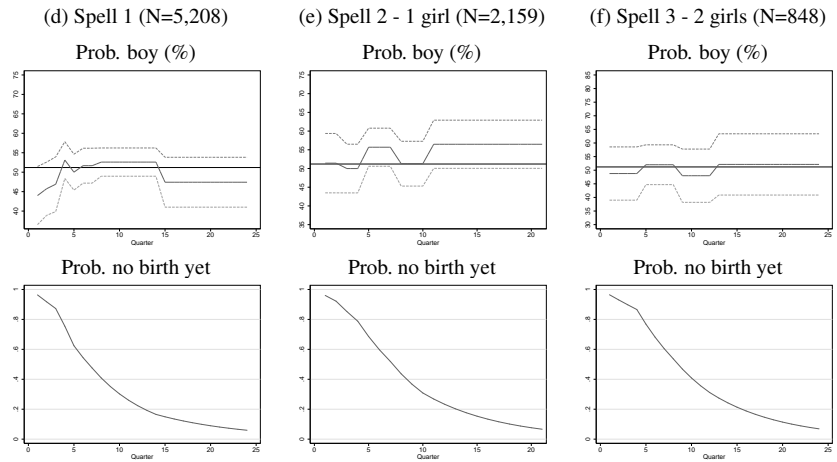 (d) Spell 1 (N=5,208)
(e) Spell 2 - 1 girl (N=2,159)
(f) Spell 3 - 2 girls (N=848)
Prob. boy (%)
Prob. boy (%)
Prob. boy (%)
75
70
65
60
55
50
45
40
0 5 10 15 20 25
Quarter
75
70
65
60
55
50
45
40
35
0 5 10 15 20
Quarter
85
80
75
70
65
60
55
50
45
40
35
30
0 5 10 15 20 25
Quarter
Prob. no birth yet
Prob. no birth yet
Prob. no birth yet
1
.8
.6
.4
.2
0
0 5 10 15 20 25
Quarter
1
.8
.6
.4
.2
0
0 5 10 15 20
Quarter
1
.8
.6
.4
.2
0
0 5 10 15 20 25
Quarter